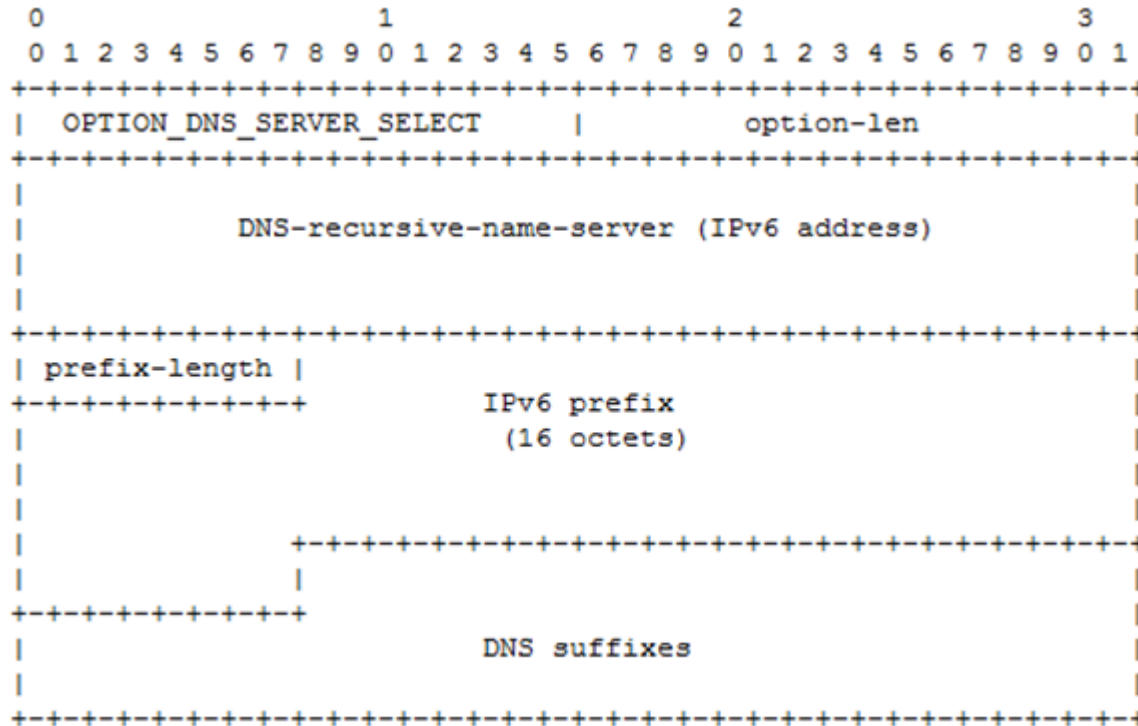 0                   1                   2                   3
0 1 2 3 4 5 6 7 8 9 0 1 2 3 4 5 6 7 8 9 0 1 2 3 4 5 6 7 8 9 0 1
+-+-+-+-+-+-+-+-+-+-+-+-+-+-+-+-+-+-+-+-+-+-+-+-+-+-+-+-+-+-+-+-+
| OPTION_DNS_SERVER_SELECT | option-len |
+-+-+-+-+-+-+-+-+-+-+-+-+-+-+-+-+-+-+-+-+-+-+-+-+-+-+-+-+-+-+-+-+
| |
| DNS-recursive-name-server (IPv6 address) |
| |
| |
+-+-+-+-+-+-+-+-+-+-+-+-+-+-+-+-+-+-+-+-+-+-+-+-+-+-+-+-+-+-+-+-+
| prefix-length | |
+-+-+-+-+-+-+-+-+ IPv6 prefix |
| (16 octets) |
| |
| |
| +-+-+-+-+-+-+-+-+-+-+-+-+-+-+-+-+-+-+-+-+-+-+-+-+
| | |
+-+-+-+-+-+-+-+-+ |
| DNS suffixes |
| |
+-+-+-+-+-+-+-+-+-+-+-+-+-+-+-+-+-+-+-+-+-+-+-+-+-+-+-+-+-+-+-+-+